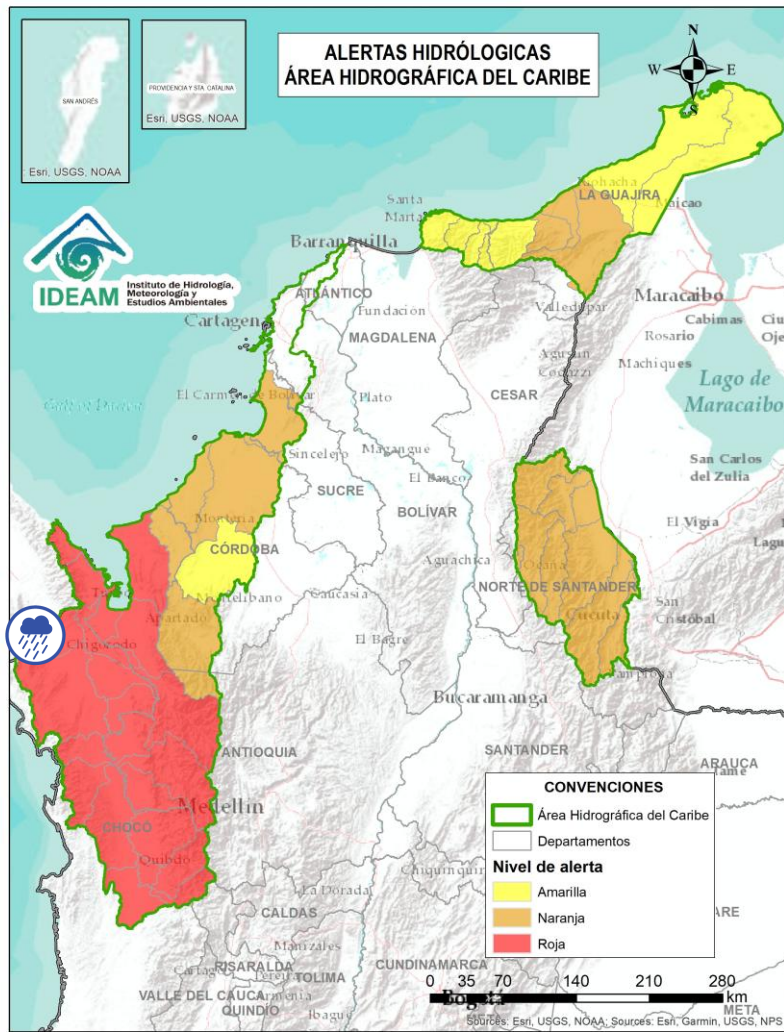 ALERTAS HIDRÓLOGICAS
ÁREA HIDROGRÁFICA DEL CARIBE
N
W
E
S
SAN ANDRÉS
Esri, USGS, NOAA
PROVIDENCIA Y STA. CATALINA
Esri, USGS, NOAA
IDEAM
Instituto de Hidrología,
Meteorología y
Estudios Ambientales
Santa
Marta
LA GUAJIRA
Maicao
Barranquilla
ATLÁNTICO
Cartagena
Fundación
MAGDALENA
Valledupar
Maracaibo
Cabimas
Rosario
Machiques
Agustín
Codazzi
CESAR
Lago de
Maracaibo
El Carmen de Bolívar
Plato
Sincelejo
Magangue
SUCRE
El Banco
BOLÍVAR
San Carlos
del Zulia
El Vigía
Montería
CÓRDOBA
Aguachica
Ocaña
NORTE DE SANTANDER
Montelíbano
Caucasia
Apartadó
El Bagre
Cúcuta
San
Cristóbal
Chigorodo
Bucaramanga
ANTIOQUIA
SANTANDER
ARAUCA
Medellín
CHOCÓ
Quibdó
La Dorada
CALDAS
Manizales
RISARALDA
TOLIMA
CUNDINAMARCA
VALLE DEL CAUCA
Armenia
QUINDÍO
Ibagué
Bogotá
META
META
CONVENCIONES
Área Hidrográfica del Caribe
Departamentos
Nivel de alerta
Amarilla
Naranja
Roja
0 35 70 140 210 280
km
Sources: Esri, USGS, NOAA; Sources: Esri, Garmin, USGS, NPS